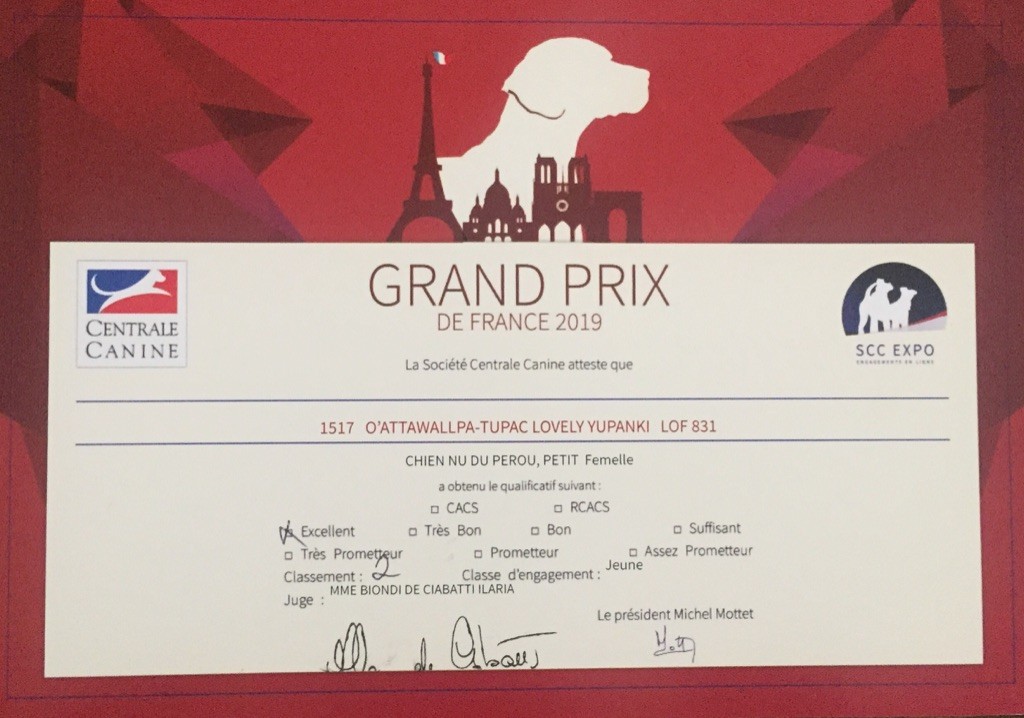 GRAND PRIX
DE FRANCE 2019
CENTRALE
CANINE
SCC EXPO
ENGAGEMENTS EN LIGNE
La Société Centrale Canine atteste que
1517 O'ATTAWALLPA-TUPAC LOVELY YUPANKI LOF 831
CHIEN NU DU PEROU, PETIT Femelle
a obtenu le qualificatif suivant :
□ CACS □ RCACS
Excellent □ Très Bon □ Bon □ Suffisant
□ Très Prometteur □ Prometteur □ Assez Prometteur
Classement : 2 Classe d'engagement : Jeune
Juge : MME BIONDI DE CIABATTI ILARIA
Le président Michel Mottet